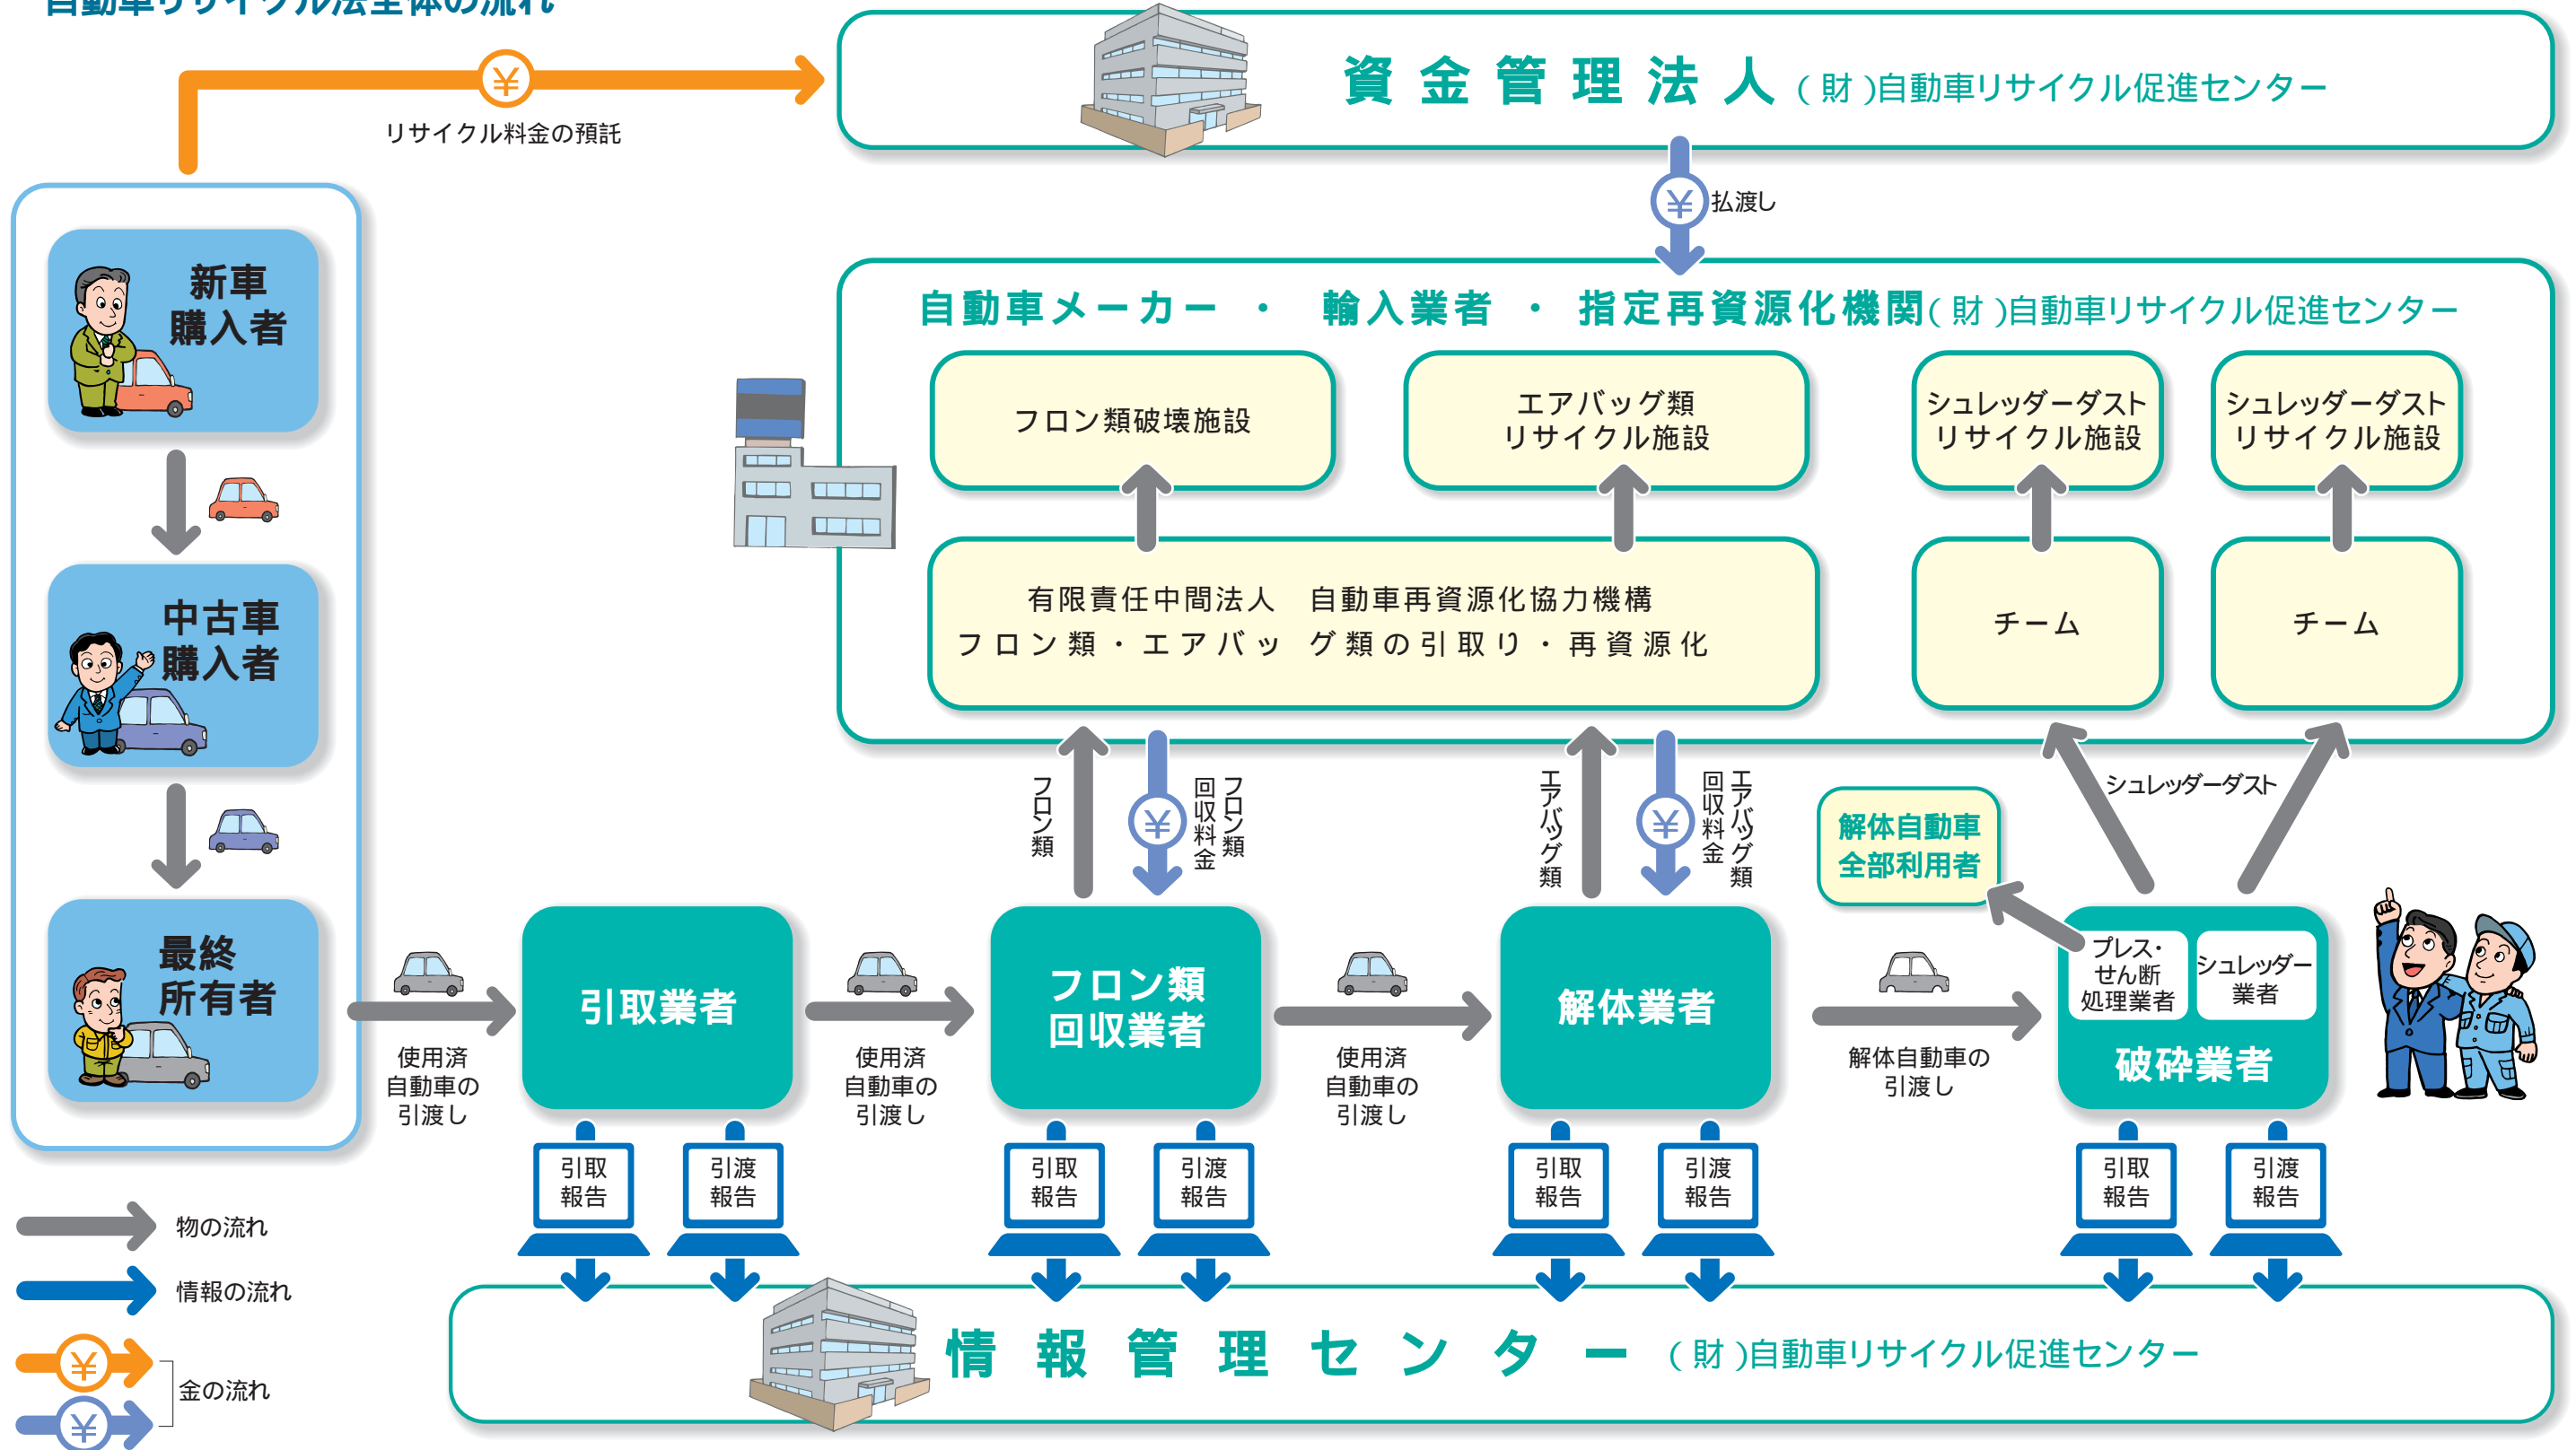 自動車リサイクル法全体の流れ
¥
リサイクル料金の預託
資金管理法人(財)自動車リサイクル促進センター
¥
払渡し
新車
購入者
中古車
購入者
最終
所有者
自動車メーカー・輸入業者・指定再資源化機関(財)自動車リサイクル促進センター
フロン類破壊施設
エアバッグ類
リサイクル施設
シュレッダーダスト
リサイクル施設
シュレッダーダスト
リサイクル施設
有限責任中間法人 自動車再資源化協力機構
フロン類・エアバッグ類の引取り・再資源化
チーム
チーム
フロン類
¥
フロン類
回収料金
エアバッグ類
¥
エアバッグ類
回収料金
シュレッダーダスト
解体自動車
全部利用者
使用済
自動車の
引渡し
引取業者
使用済
自動車の
引渡し
フロン類
回収業者
使用済
自動車の
引渡し
解体業者
解体自動車の
引渡し
プレス・
せん断
処理業者
シュレッダー
業者
破砕業者
引取
報告
引渡
報告
引取
報告
引渡
報告
引取
報告
引渡
報告
引取
報告
引渡
報告
物の流れ
情報の流れ
¥
¥
金の流れ
情報管理センター(財)自動車リサイクル促進センター